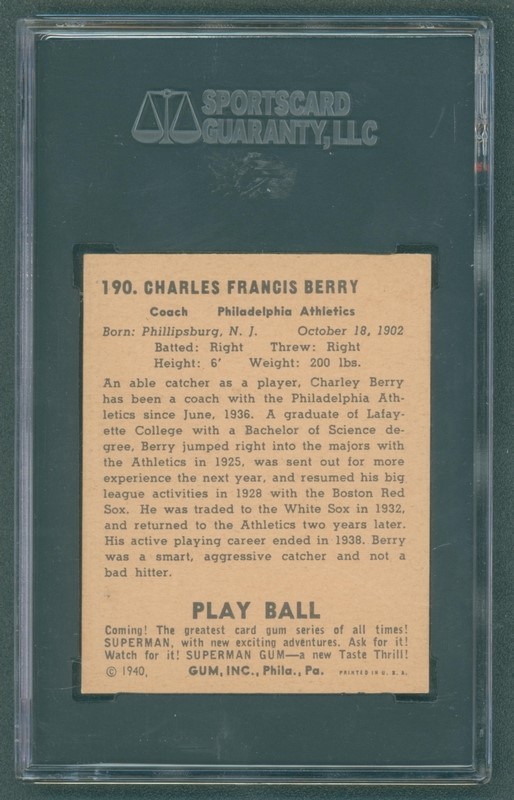 SPORTSCARD
GUARANTY, LLC
190. CHARLES FRANCIS BERRY
Coach Philadelphia Athletics
Born: Phillipsburg, N. J. October 18, 1902
Batted: Right Threw: Right
Height: 6' Weight: 200 lbs.
An able catcher as a player, Charley Berry
has been a coach with the Philadelphia Ath-
letics since June, 1936. A graduate of Lafay-
ette College with a Bachelor of Science de-
gree, Berry jumped right into the majors with
the Athletics in 1925, was sent out for more
experience the next year, and resumed his big
league activities in 1928 with the Boston Red
Sox. He was traded to the White Sox in 1932,
and returned to the Athletics two years later.
His active playing career ended in 1938. Berry
was a smart, aggressive catcher and not a
bad hitter.
PLAY BALL
Coming! The greatest card gum series of all times!
SUPERMAN, with new exciting adventures. Ask for it!
Watch for it! SUPERMAN GUM—a new Taste Thrill!
© 1940, GUM, INC., Phila., Pa. PRINTED IN U. S. A.